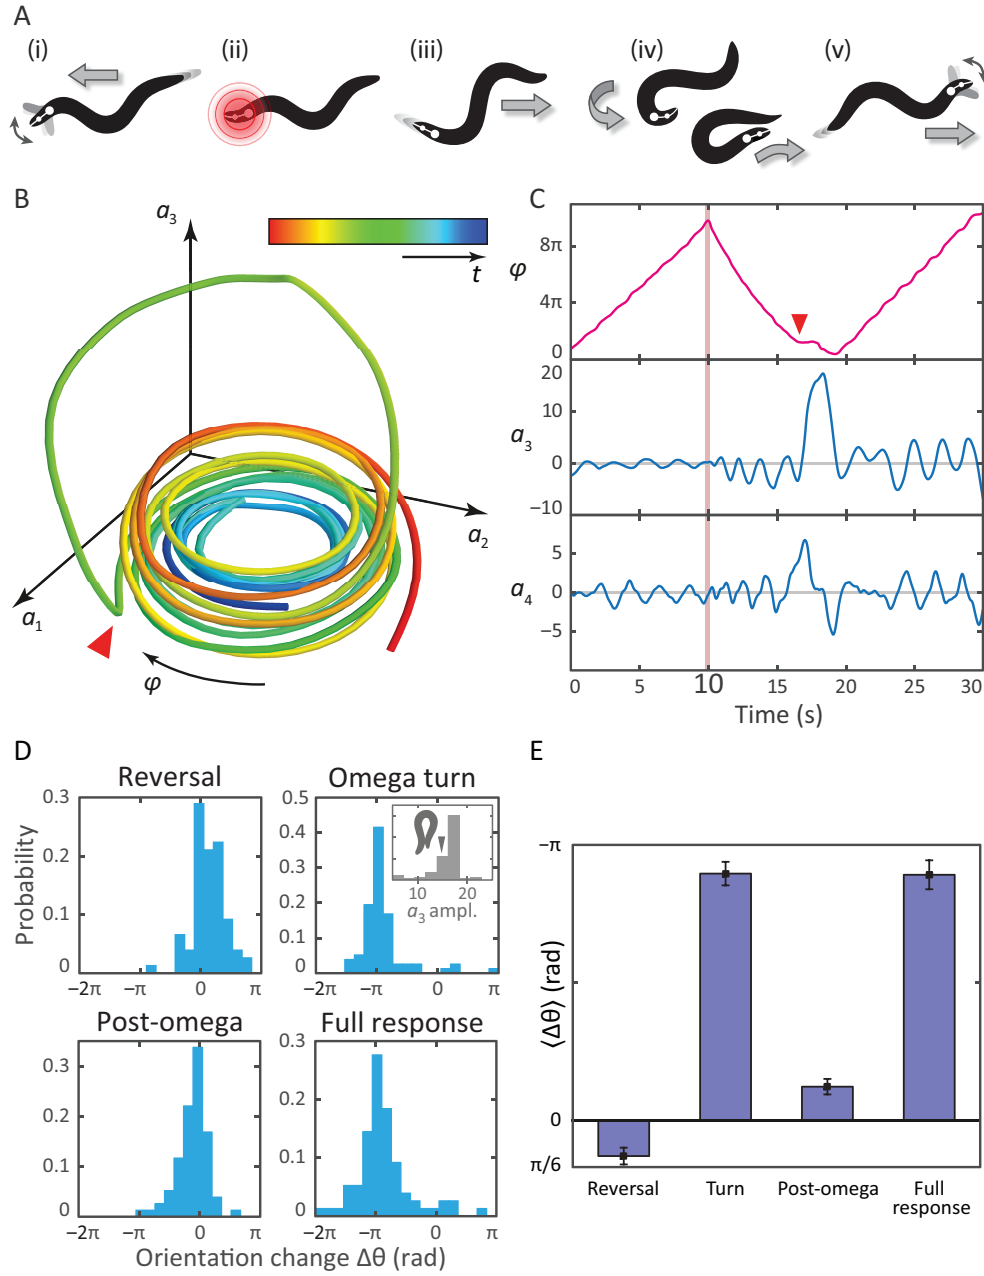 A
(i)
(ii)
(iii)
(iv)
(v)
B
a3
t
a2
a1
φ
C
φ
8π
4π
0
20
10
a3
0
−10
5
a4
0
−5
0
5
10
15
20
25
30
Time (s)
D
Reversal
Omega turn
0.3
0.2
0.1
0
Probability
−2π
−π
0
π
0.5
0.4
0.3
0.2
0.1
0
10
20
a3 ampl.
−2π
−π
0
π
Post-omega
Full response
0.3
0.2
0.1
0
−2π
−π
0
π
0.3
0.2
0.1
0
−2π
−π
0
π
Orientation change Δθ (rad)
E
−π
⟨Δθ⟩ (rad)
0
π/6
Reversal
Turn
Post-omega
Full
response